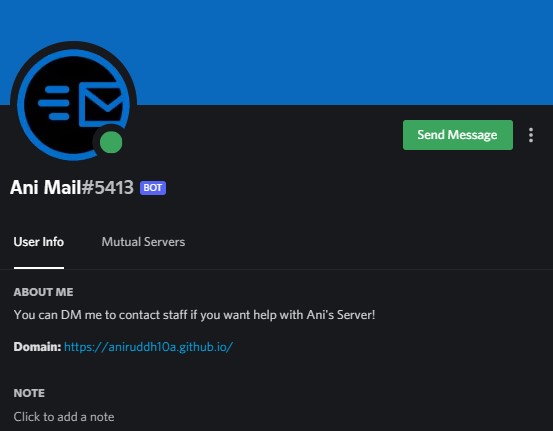 Send Message
Ani Mail#5413 BOT
User Info Mutual Servers
ABOUT ME
You can DM me to contact staff if you want help with Ani's Server!
Domain: https://aniruddh10a.github.io/
NOTE
Click to add a note